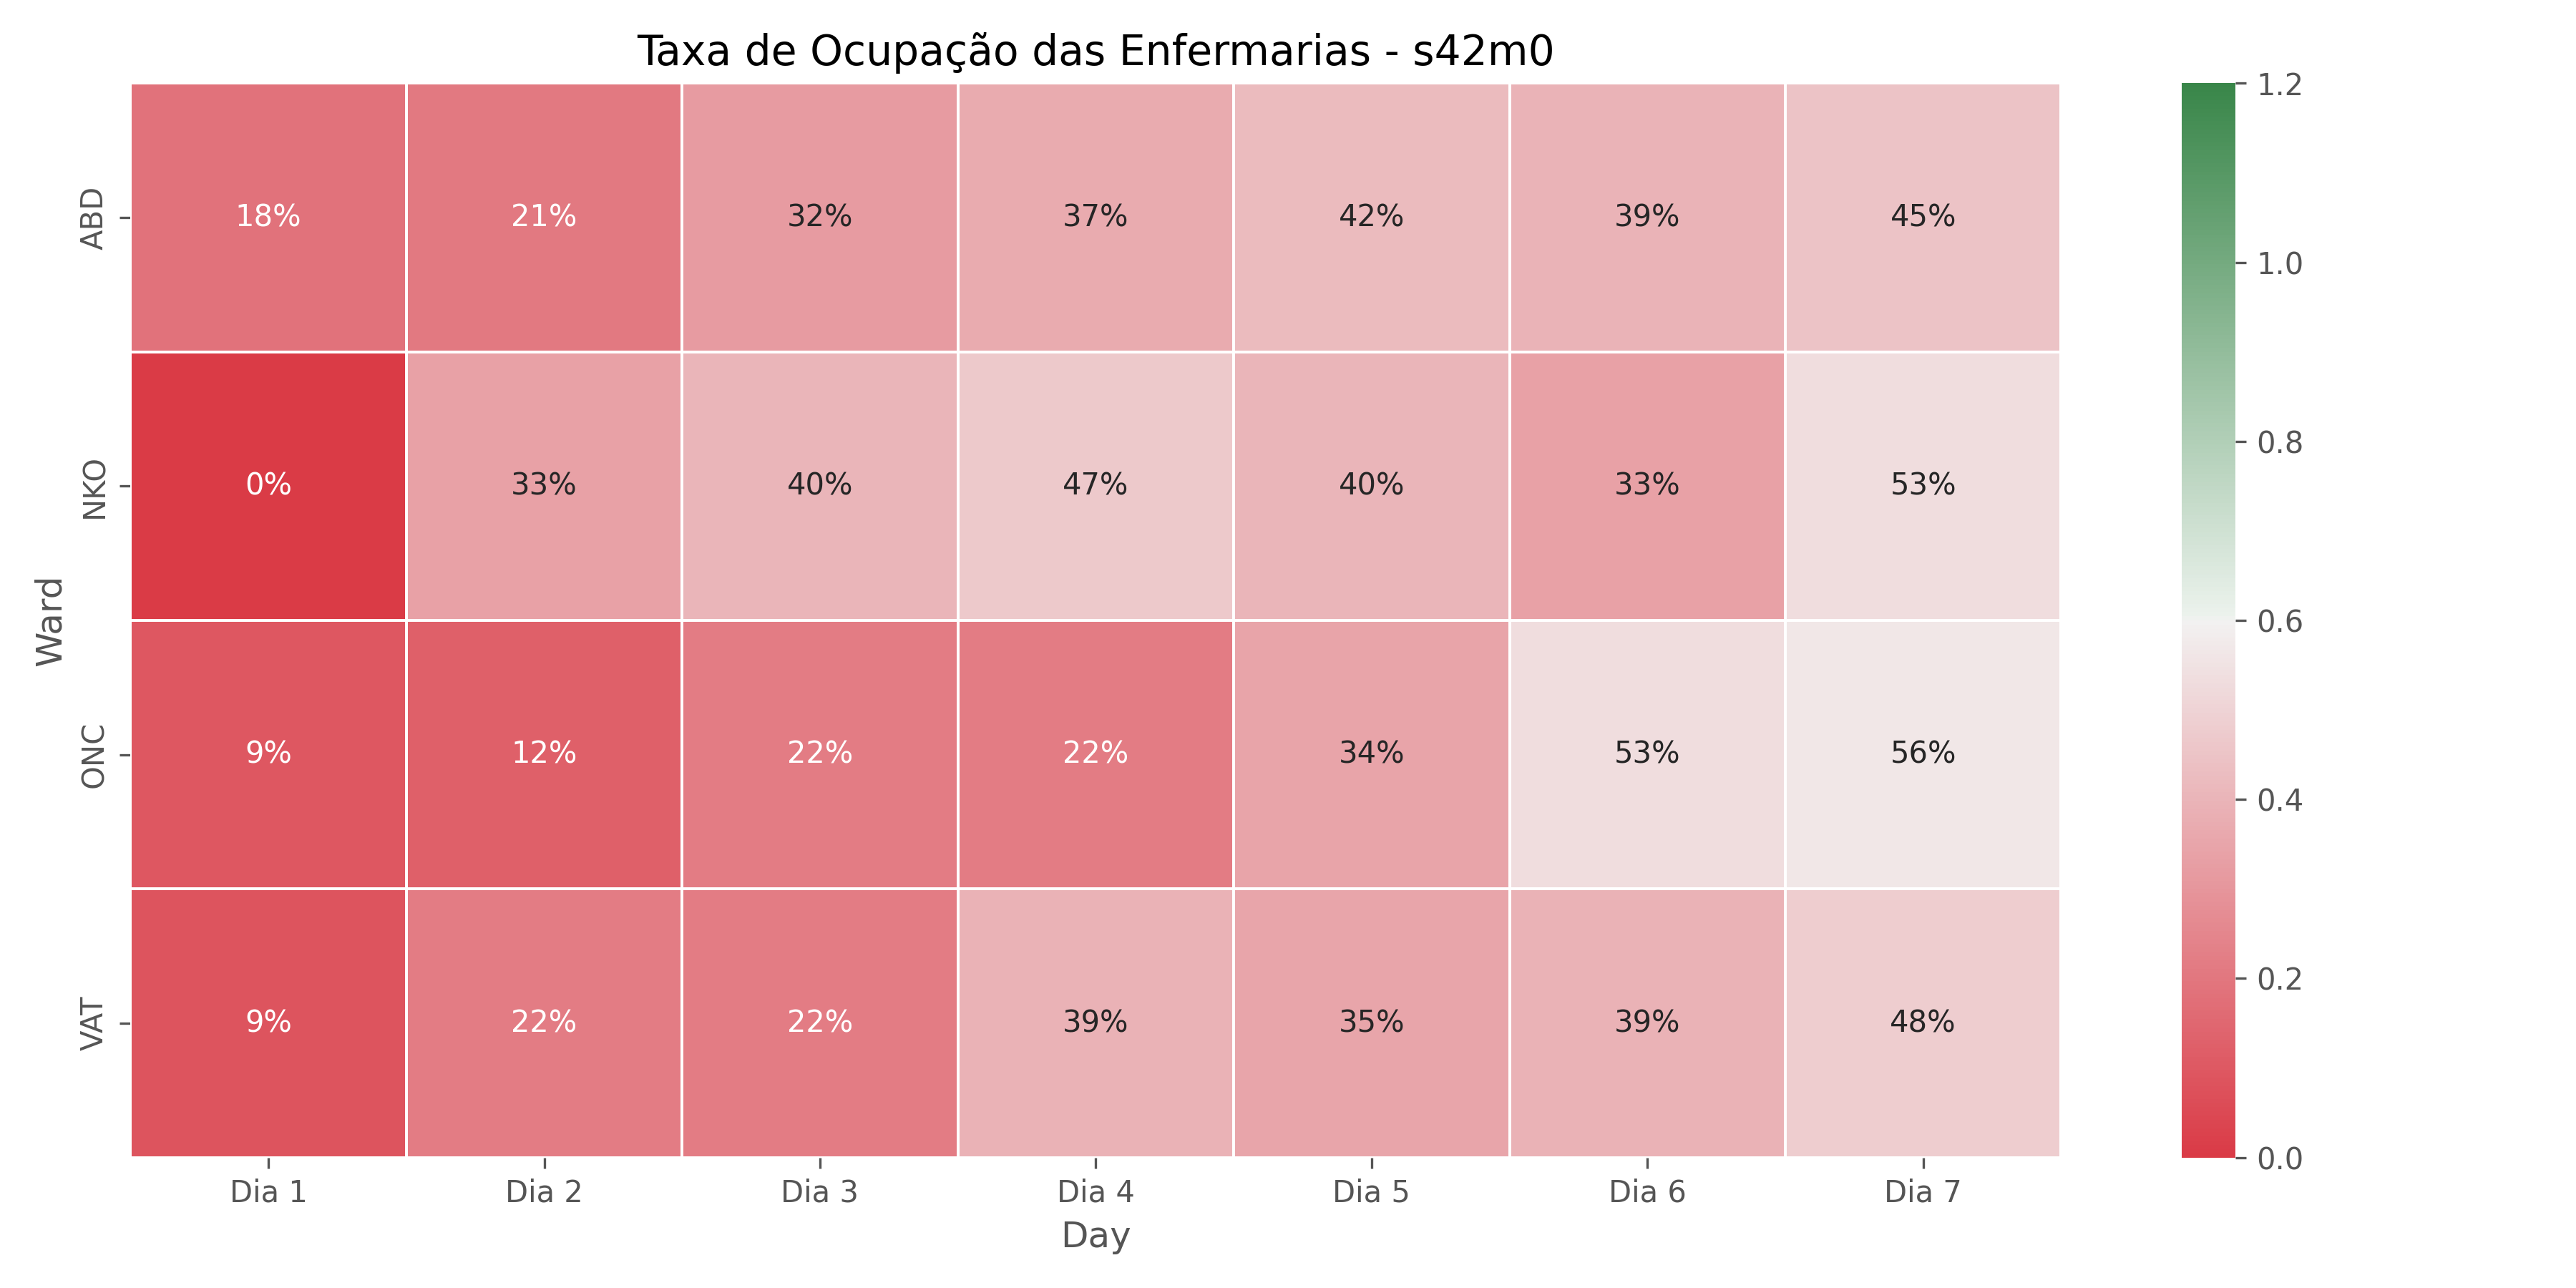 Taxa de Ocupação das Enfermarias - s42m0
Ward
ABD 18% 21% 32% 37% 42% 39% 45%
NKO 0% 33% 40% 47% 40% 33% 53%
ONC 9% 12% 22% 22% 34% 53% 56%
VAT 9% 22% 22% 39% 35% 39% 48%
Dia 1 Dia 2 Dia 3 Dia 4 Dia 5 Dia 6 Dia 7
Day
1.2
1.0
0.8
0.6
0.4
0.2
0.0